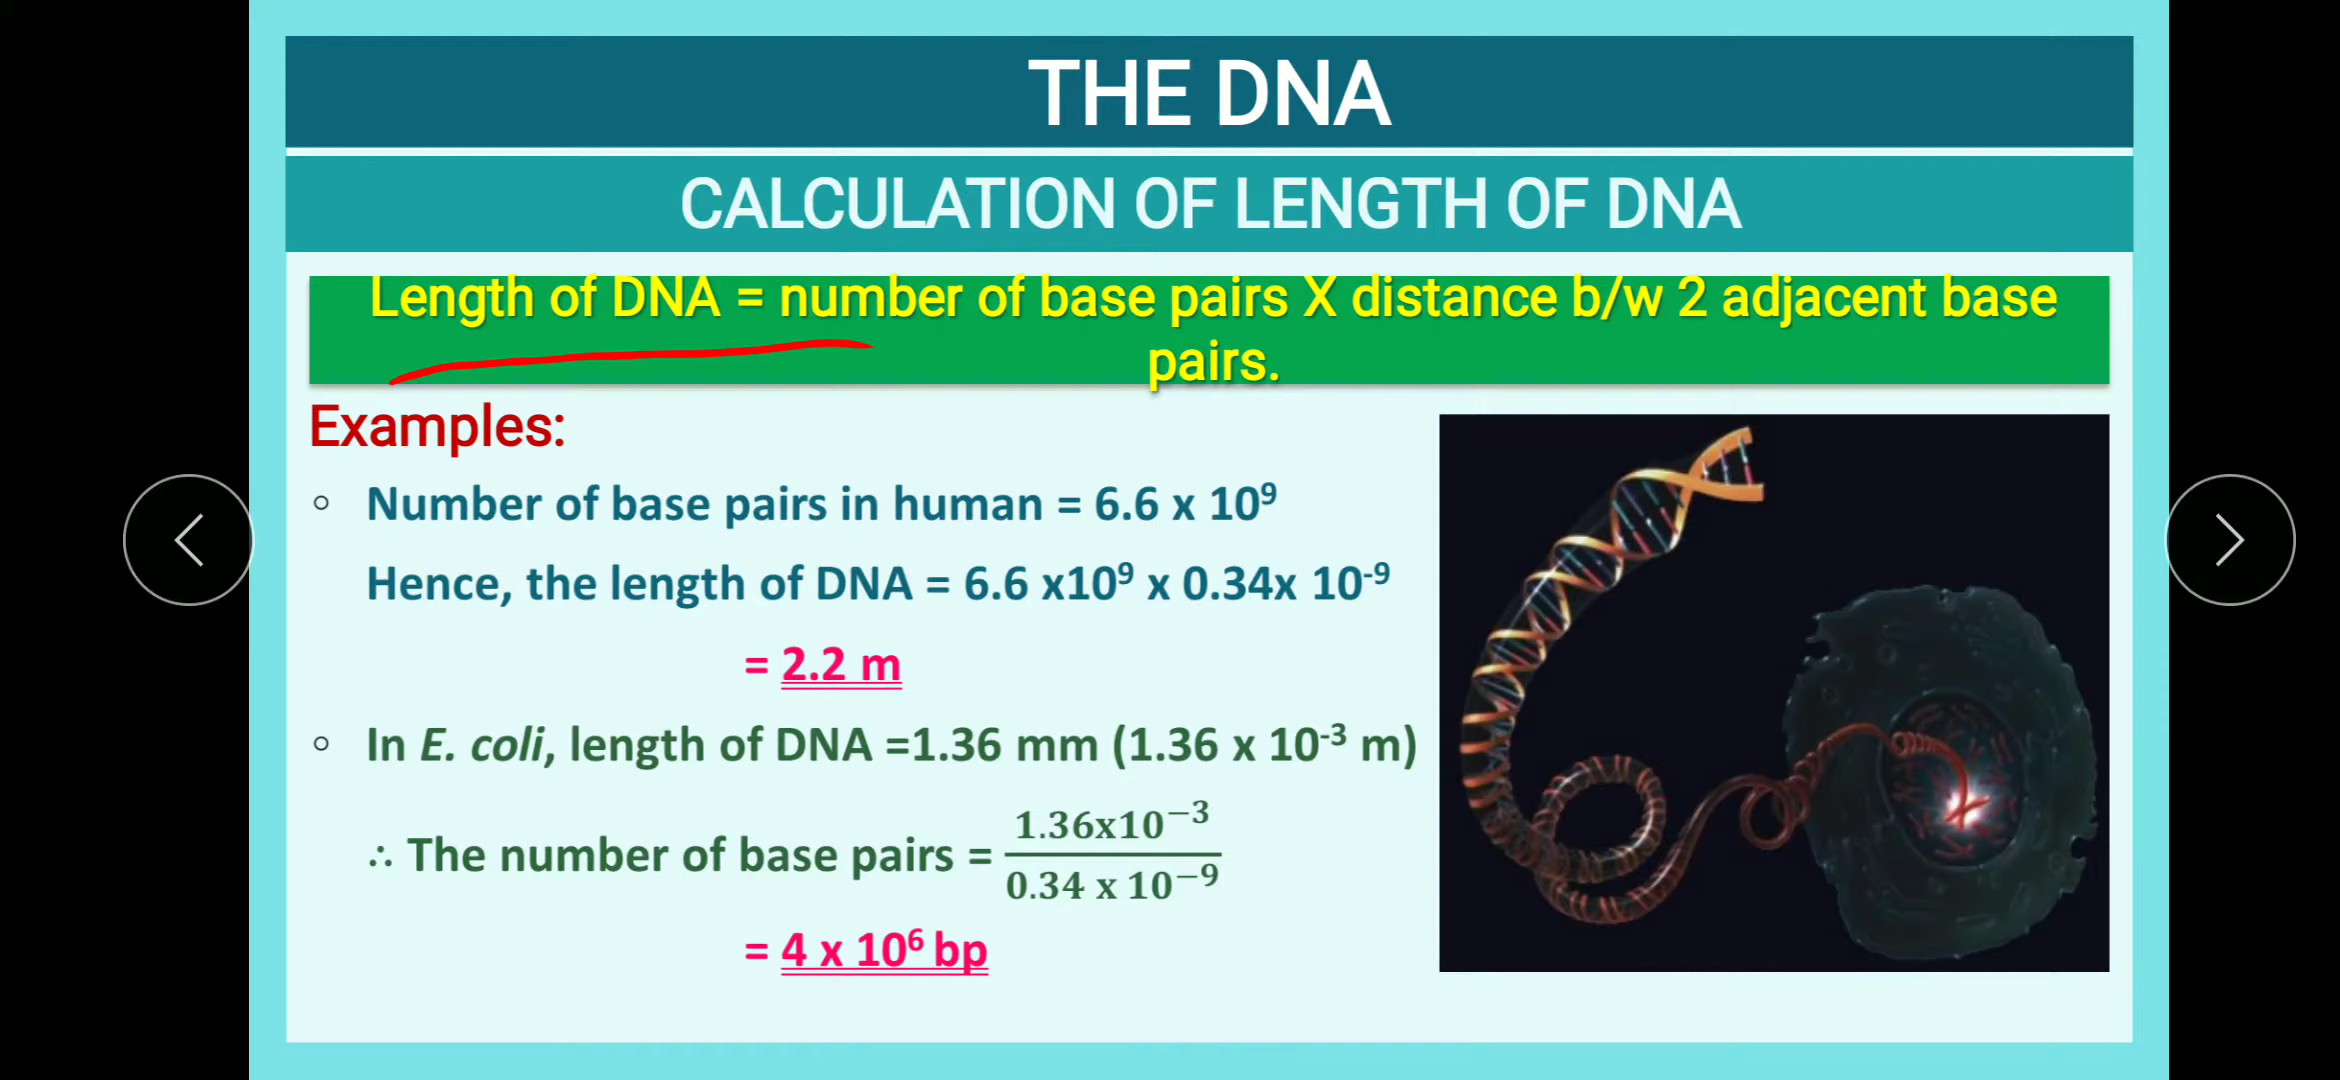 THE DNA
CALCULATION OF LENGTH OF DNA
Length of DNA = number of base pairs X distance b/w 2 adjacent base
pairs.
Examples:
◦ Number of base pairs in human = 6.6 x 10⁹
Hence, the length of DNA = 6.6 x10⁹ x 0.34x 10⁻⁹
= 2.2 m
◦ In E. coli, length of DNA =1.36 mm (1.36 x 10⁻³ m)
∴ The number of base pairs = 1.36x10⁻³ / 0.34 x 10⁻⁹
= 4 x 10⁶ bp